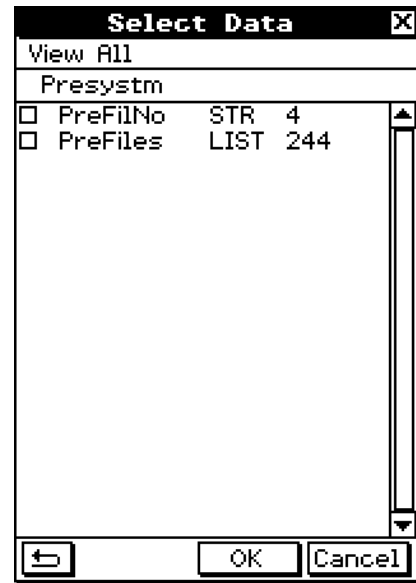 Select Data
View All
Presystm
PreFilNo STR 4
PreFiles LIST 244
OK Cancel